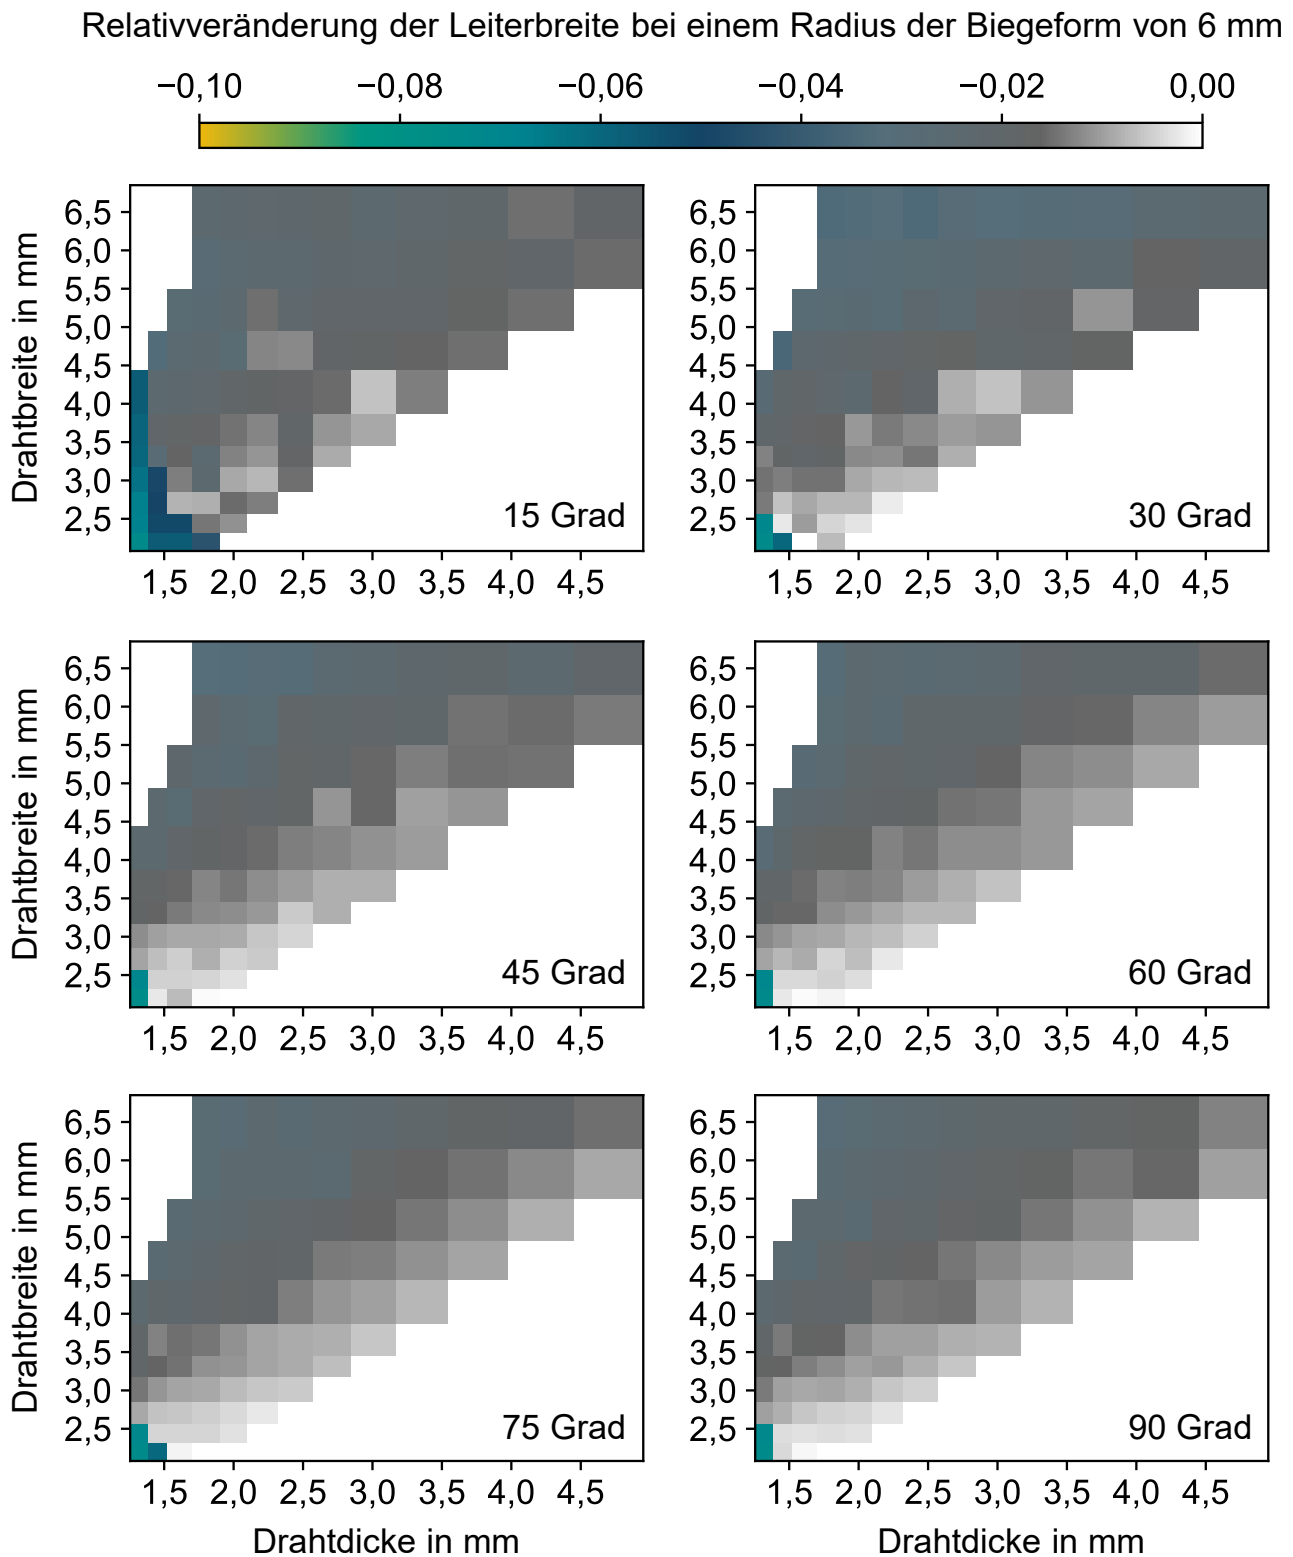 Relativveränderung der Leiterbreite bei einem Radius der Biegeform von 6 mm
−0,10 −0,08 −0,06 −0,04 −0,02 0,00
Drahtbreite in mm
6,5
6,0
5,5
5,0
4,5
4,0
3,5
3,0
2,5
15 Grad
1,5 2,0 2,5 3,0 3,5 4,0 4,5
6,5
6,0
5,5
5,0
4,5
4,0
3,5
3,0
2,5
30 Grad
1,5 2,0 2,5 3,0 3,5 4,0 4,5
Drahtbreite in mm
6,5
6,0
5,5
5,0
4,5
4,0
3,5
3,0
2,5
45 Grad
1,5 2,0 2,5 3,0 3,5 4,0 4,5
6,5
6,0
5,5
5,0
4,5
4,0
3,5
3,0
2,5
60 Grad
1,5 2,0 2,5 3,0 3,5 4,0 4,5
Drahtbreite in mm
6,5
6,0
5,5
5,0
4,5
4,0
3,5
3,0
2,5
75 Grad
1,5 2,0 2,5 3,0 3,5 4,0 4,5
Drahtdicke in mm
6,5
6,0
5,5
5,0
4,5
4,0
3,5
3,0
2,5
90 Grad
1,5 2,0 2,5 3,0 3,5 4,0 4,5
Drahtdicke in mm